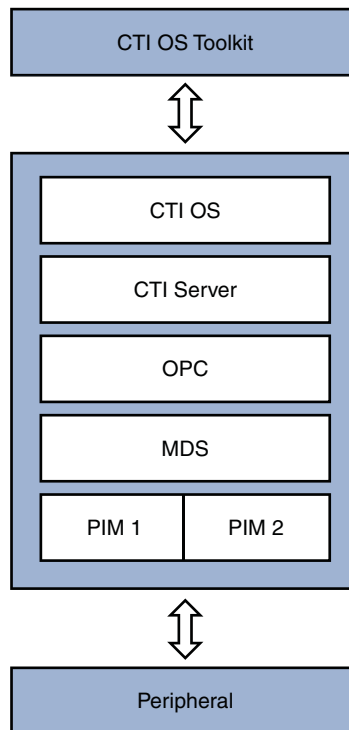 CTI OS Toolkit
CTI OS
CTI Server
OPC
MDS
PIM 1
PIM 2
Peripheral